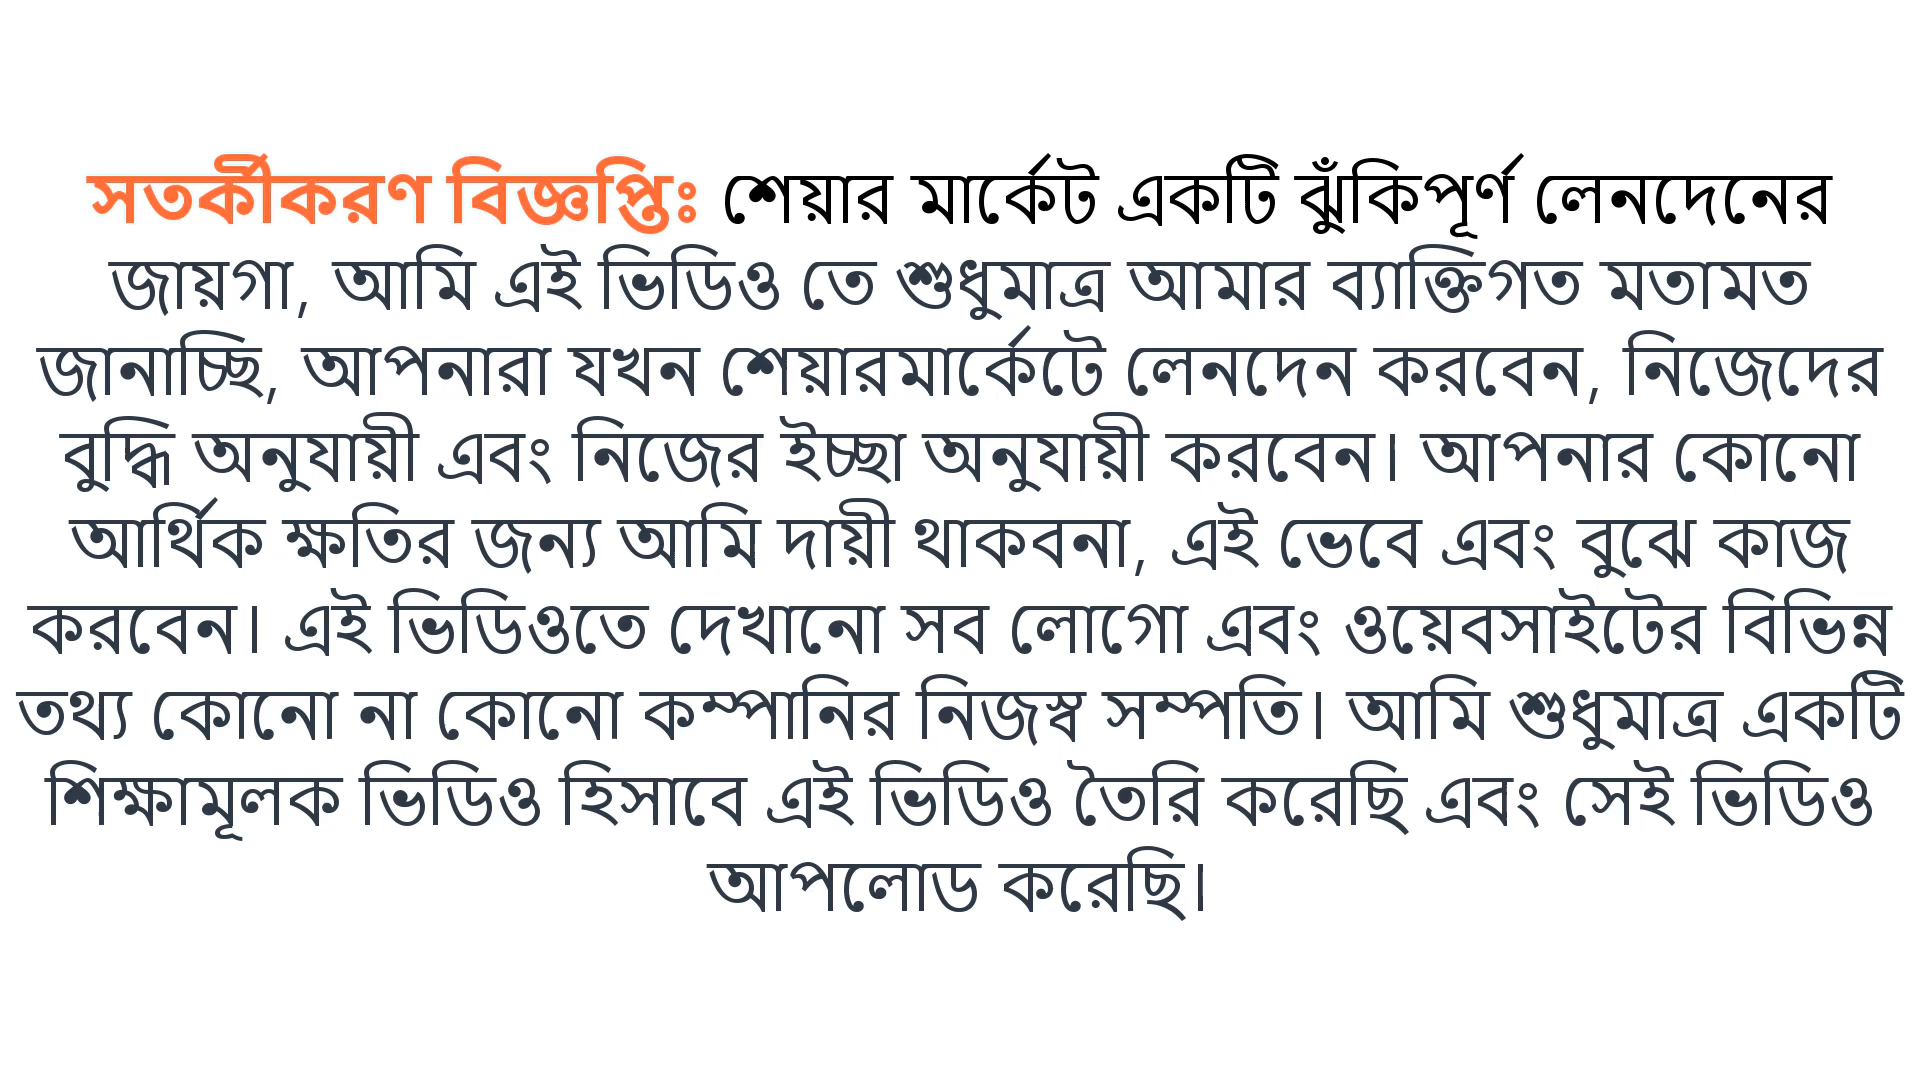 সতর্কীকরণ বিজ্ঞপ্তিঃ শেয়ার মার্কেট একটি ঝুঁকিপূর্ণ লেনদেনের
জায়গা, আমি এই ভিডিও তে শুধুমাত্র আমার ব্যাক্তিগত মতামত
জানাচ্ছি, আপনারা যখন শেয়ারমার্কেটে লেনদেন করবেন, নিজেদের
বুদ্ধি অনুযায়ী এবং নিজের ইচ্ছা অনুযায়ী করবেন। আপনার কোনো
আর্থিক ক্ষতির জন্য আমি দায়ী থাকবনা, এই ভেবে এবং বুঝে কাজ
করবেন। এই ভিডিওতে দেখানো সব লোগো এবং ওয়েবসাইটের বিভিন্ন
তথ্য কোনো না কোনো কম্পানির নিজস্ব সম্পতি। আমি শুধুমাত্র একটি
শিক্ষামূলক ভিডিও হিসাবে এই ভিডিও তৈরি করেছি এবং সেই ভিডিও
আপলোড করেছি।